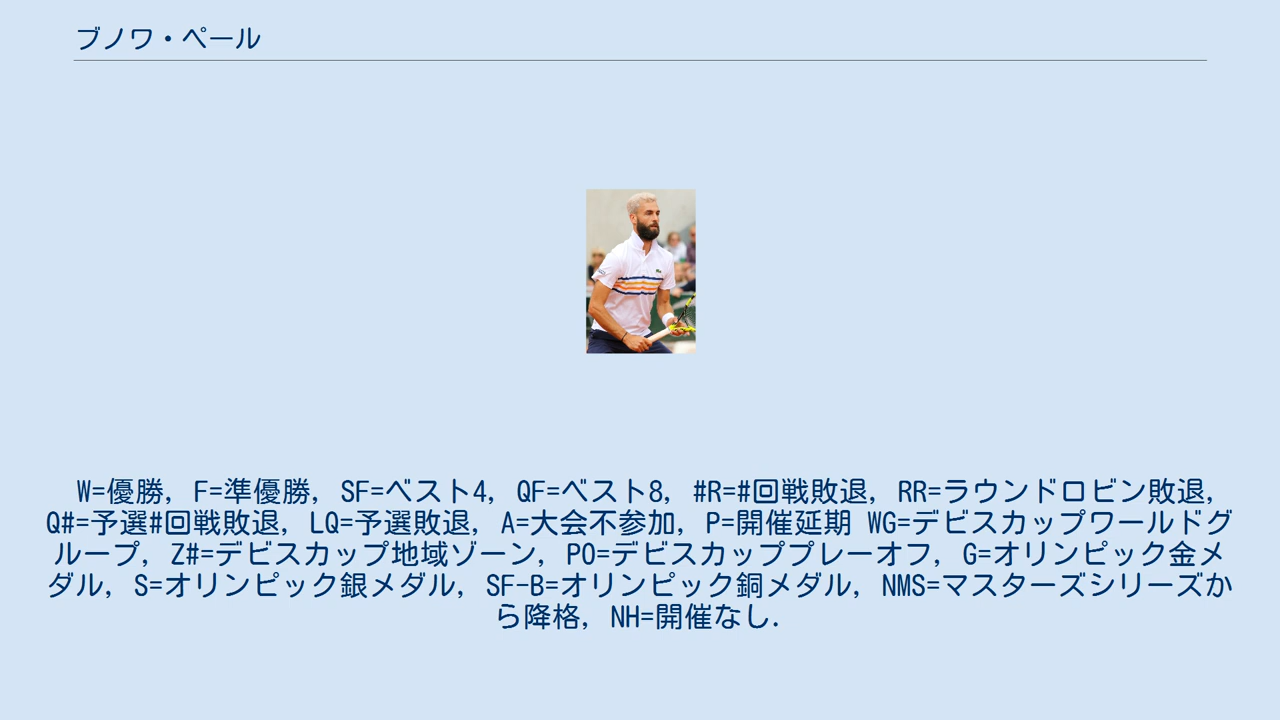 ブノワ・ペール
W=優勝, F=準優勝, SF=ベスト4, QF=ベスト8, #R=#回戦敗退, RR=ラウンドロビン敗退,
Q#=予選#回戦敗退, LQ=予選敗退, A=大会不参加, P=開催延期 WG=デビスカップワールドグ
ループ, Z#=デビスカップ地域ゾーン, PO=デビスカッププレーオフ, G=オリンピック金メ
ダル, S=オリンピック銀メダル, SF-B=オリンピック銅メダル, NMS=マスターズシリーズか
ら降格, NH=開催なし.